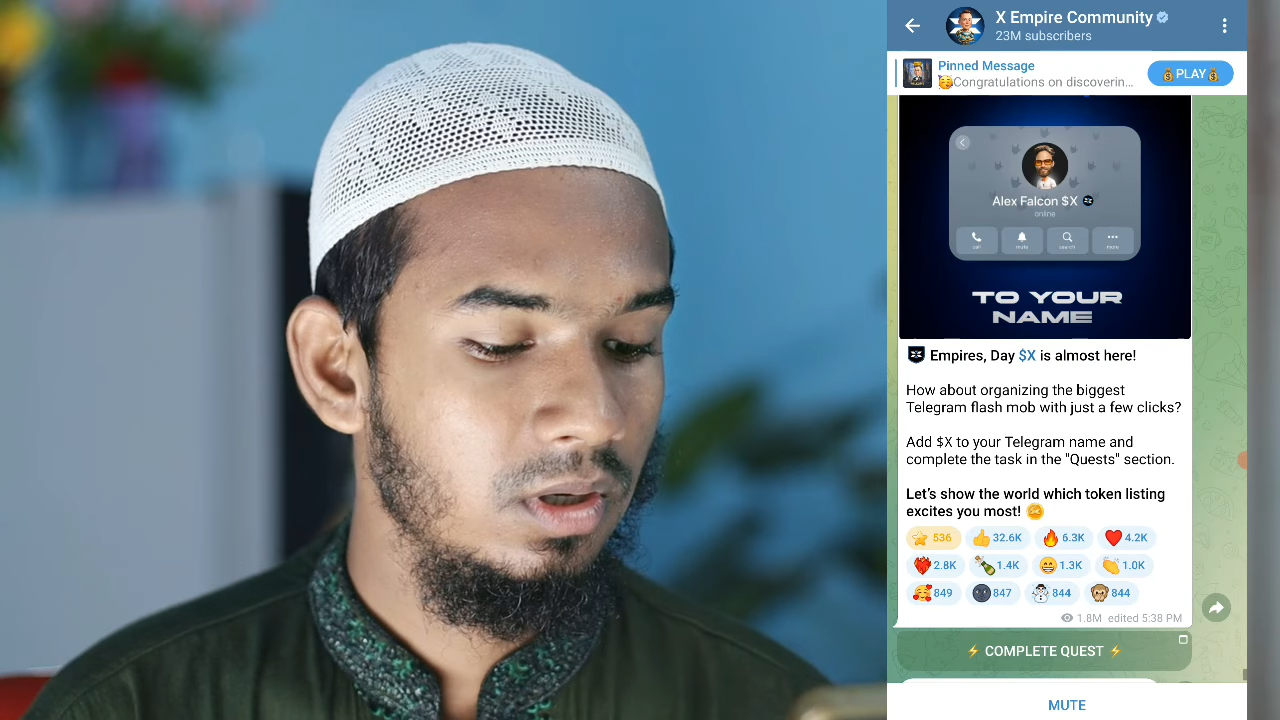 X Empire Community
23M subscribers
Pinned Message
🥳Congratulations on discoverin...
💰PLAY💰
Alex Falcon $X
online
call
mute
search
more
TO YOUR
NAME
Empires, Day $X is almost here!
How about organizing the biggest
Telegram flash mob with just a few clicks?
Add $X to your Telegram name and
complete the task in the "Quests" section.
Let's show the world which token listing
excites you most! 🪙
⭐ 536 👍 32.6K 🔥 6.3K ❤️ 4.2K
❤️‍🔥 2.8K 🍾 1.4K 😁 1.3K 👏 1.0K
🥰 849 🌚 847 ☃️ 844 🙊 844
1.8M edited 5:38 PM
⚡ COMPLETE QUEST ⚡
MUTE